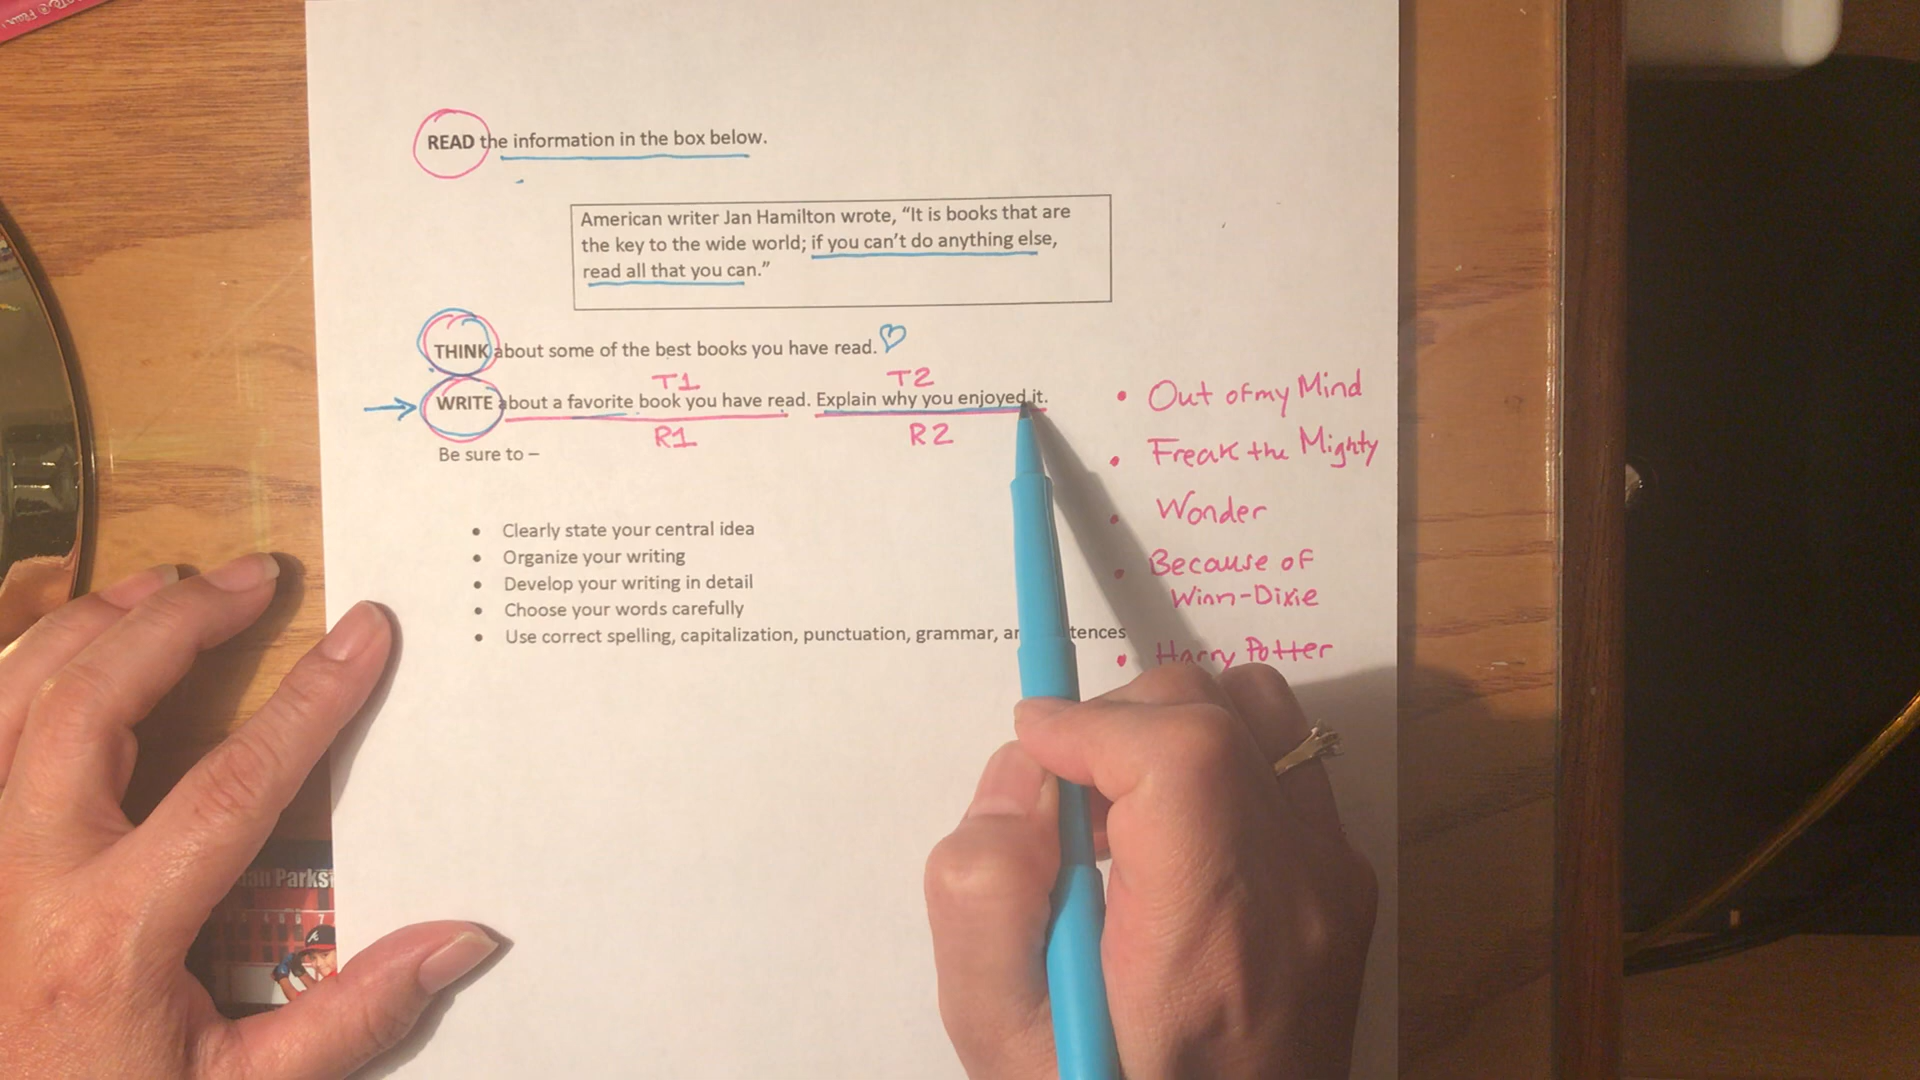 READ the information in the box below.
American writer Jan Hamilton wrote, “It is books that are
the key to the wide world; if you can’t do anything else,
read all that you can.”
THINK about some of the best books you have read.
T1 T2
WRITE about a favorite book you have read. Explain why you enjoyed it.
R1 R2
Be sure to –
• Clearly state your central idea
• Organize your writing
• Develop your writing in detail
• Choose your words carefully
• Use correct spelling, capitalization, punctuation, grammar, tences
• Out of my Mind
• Freak the Mighty
• Wonder
• Because of
Winn-Dixie
• Harry Potter
Parks
7